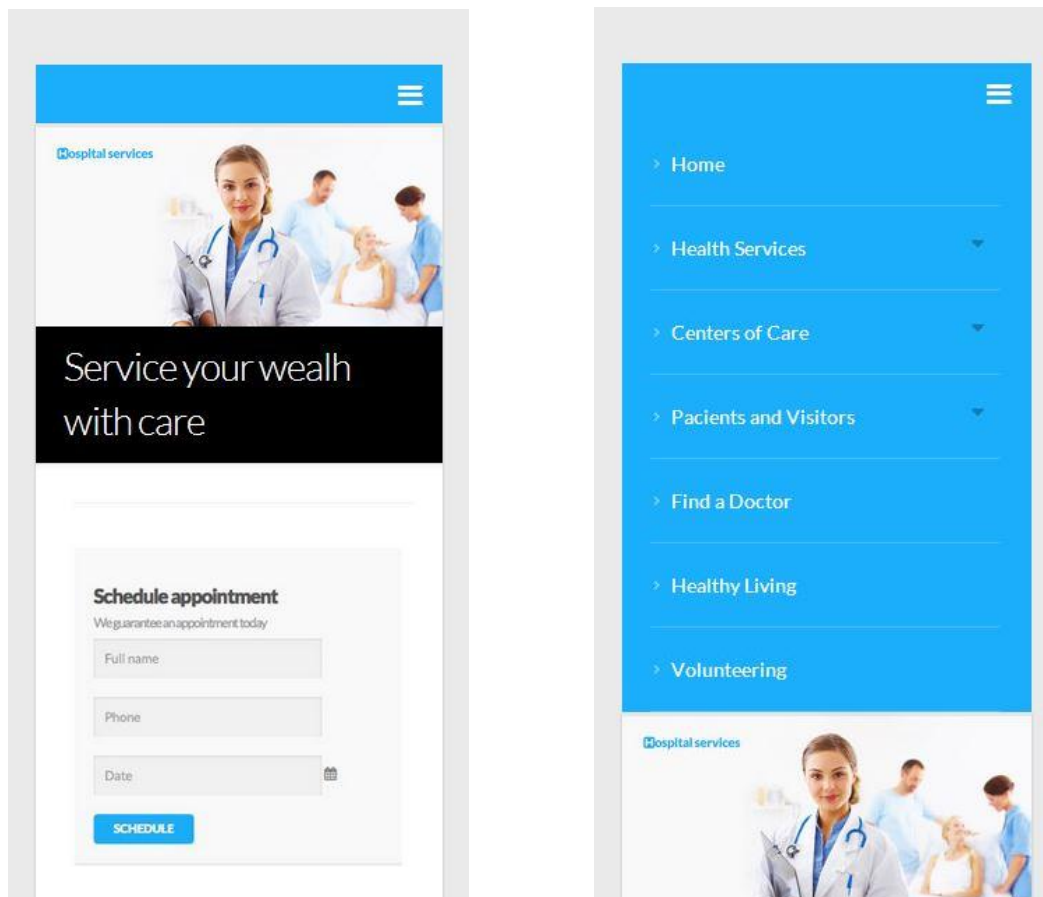 Hospital services
Service your wealh
with care
Schedule appointment
We guarantee an appointment today
Full name
Phone
Date
SCHEDULE
Home
Health Services
Centers of Care
Pacients and Visitors
Find a Doctor
Healthy Living
Volunteering
Hospital services